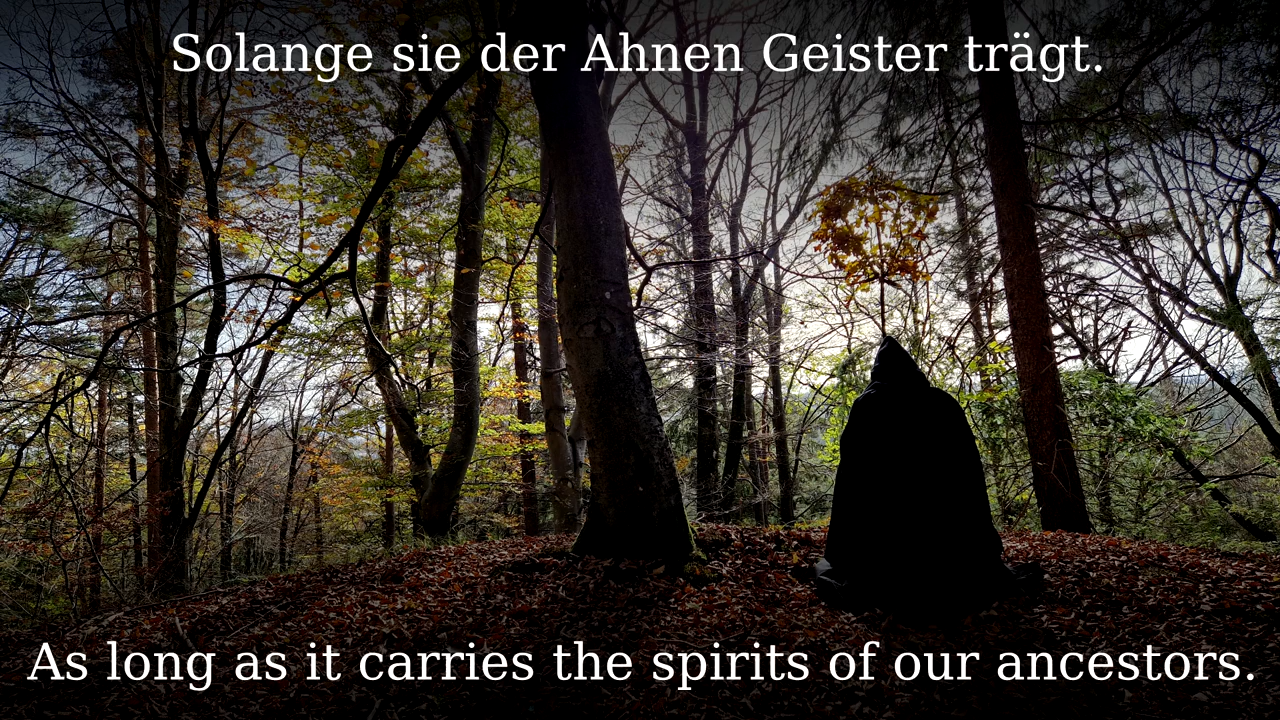 Solange sie der Ahnen Geister trägt.
As long as it carries the spirits of our ancestors.